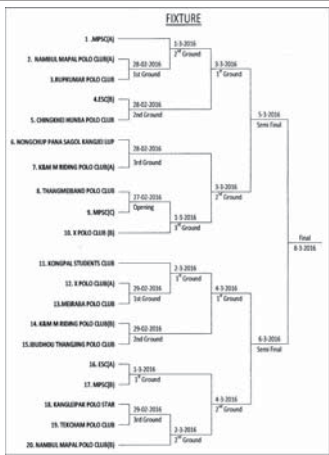 FIXTURE
1 .MPSC(A)
1-3-2016
2nd Ground
2. NAMBUL MAPAL POLO CLUB(A)
28-02-2016
1st Ground
3-3-2016
1st Ground
3.RUPKUMAR POLO CLUB
4.ESC(B)
28-02-2016
2nd Ground
5. CHINGKHEI HUNBA POLO CLUB
5-3-2016
Semi Final
6. NONGCHUP PANA SAGOL KANGJEI LUP
28-02-2016
3rd Ground
7. K&M M RIDING POLO CLUB(A)
3-3-2016
2nd Ground
8. THANGMEIBAND POLO CLUB
27-02-2016
Opening
9. MPSC(C)
1-3-2016
3rd Ground
10. X POLO CLUB (B)
Final
8-3-2016
11. KONGPAL STUDENTS CLUB
2-3-2016
1st Ground
12. X POLO CLUB(A)
29-02-2016
1st Ground
4-3-2016
1st Ground
13.MEIRABA POLO CLUB
14. K&M M RIDING POLO CLUB(B)
29-02-2016
2nd Ground
15.IBUDHOU THANGJING POLO CLUB
6-3-2016
Semi Final
16. ESC(A)
1-3-2016
1st Ground
17. MPSC(B)
4-3-2016
2nd Ground
18. KANGLEIPAK POLO STAR
29-02-2016
3rd Ground
19. TEKCHAM POLO CLUB
2-3-2016
2nd Ground
20. NAMBUL MAPAL POLO CLUB(B)